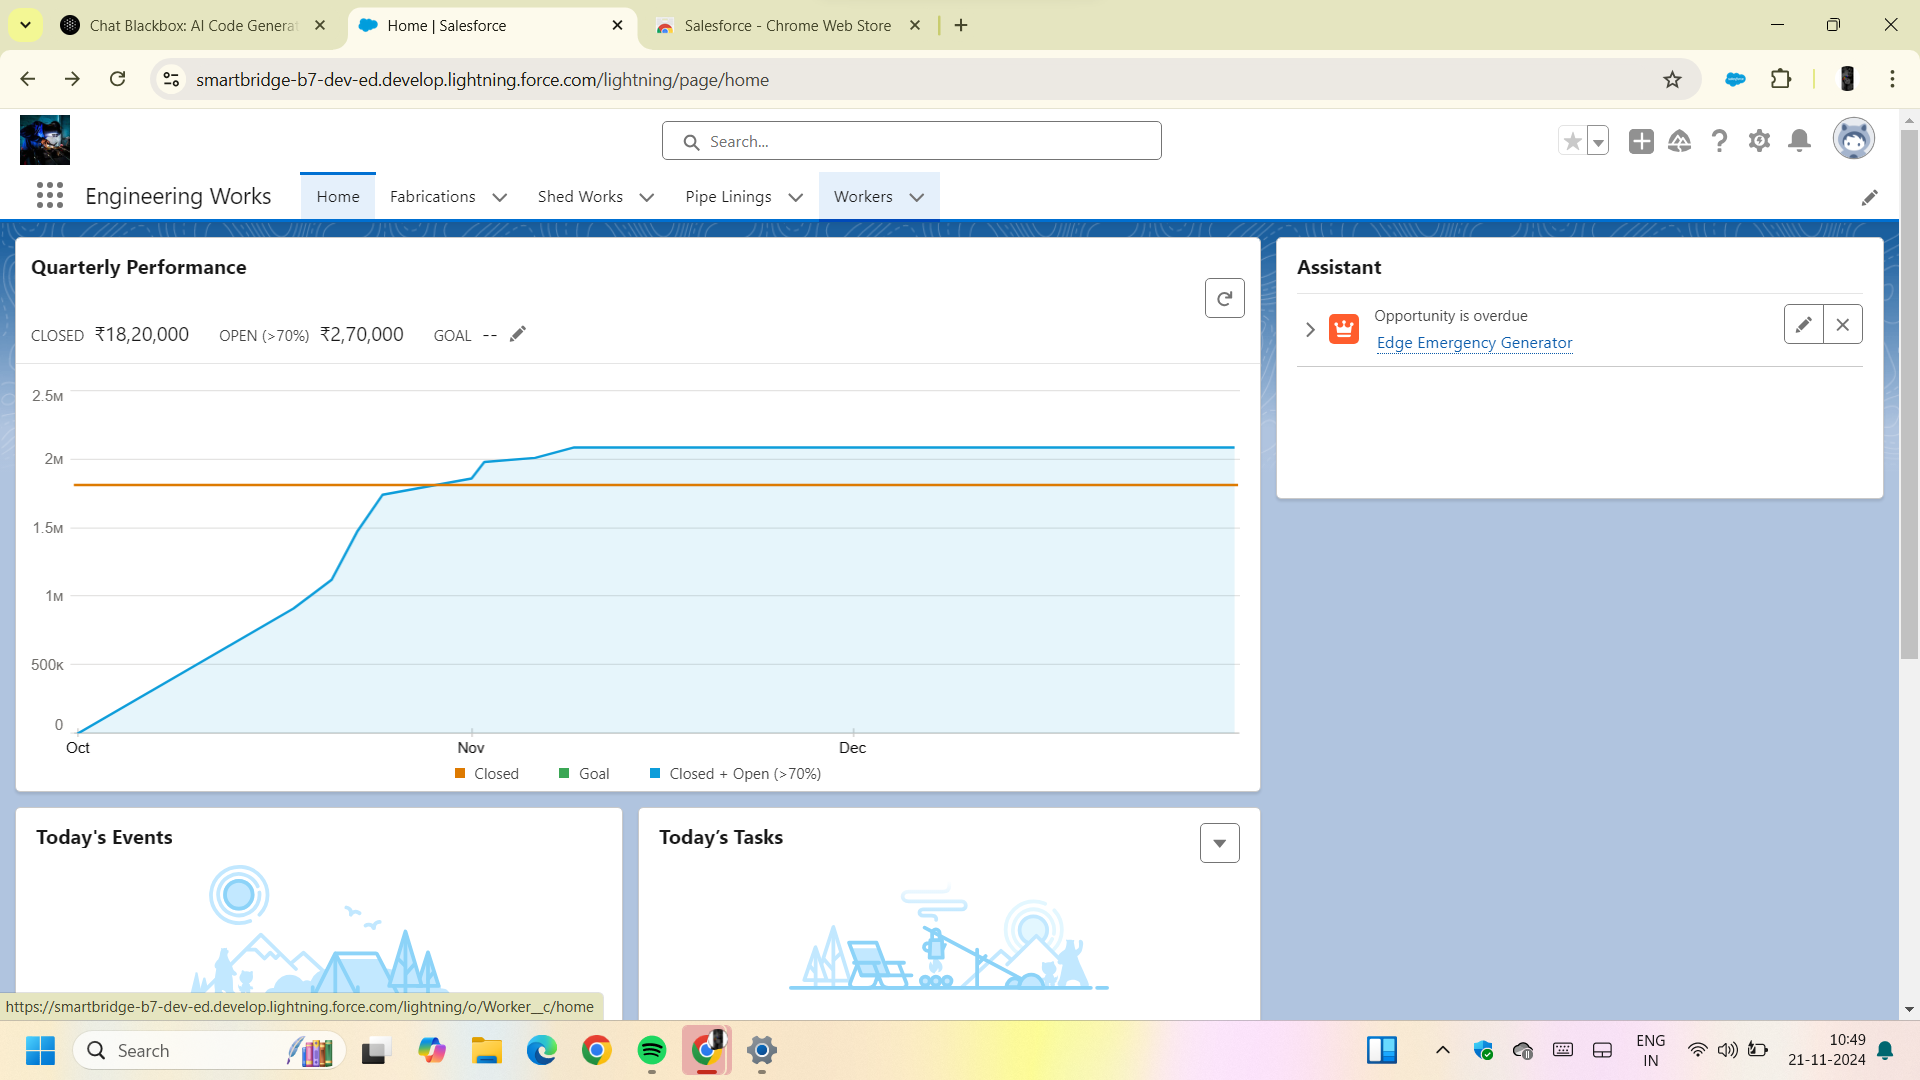 Chat Blackbox: AI Code Generat
Home | Salesforce
Salesforce - Chrome Web Store
smartbridge-b7-dev-ed.develop.lightning.force.com/lightning/page/home
Search...
Engineering Works
Home
Fabrications
Shed Works
Pipe Linings
Workers
Quarterly Performance
CLOSED ₹18,20,000 OPEN (>70%) ₹2,70,000 GOAL --
2.5M
2M
1.5M
1M
500K
0
Oct Nov Dec
Closed Goal Closed + Open (>70%)
Assistant
Opportunity is overdue
Edge Emergency Generator
Today's Events
Today’s Tasks
https://smartbridge-b7-dev-ed.develop.lightning.force.com/lightning/o/Worker__c/home
Search
ENG
IN
10:49
21-11-2024